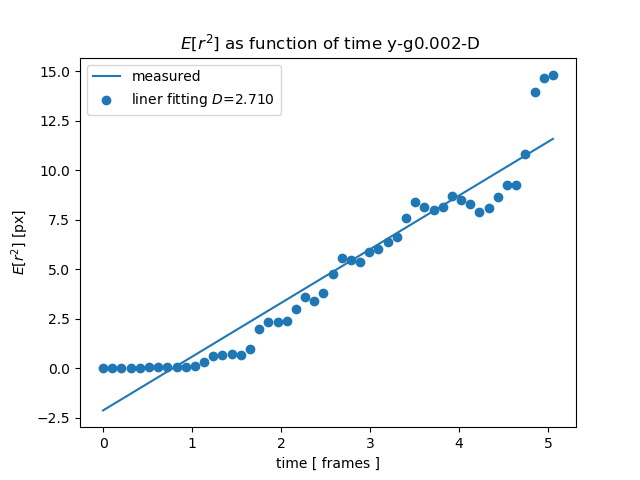 E[r²] as function of time y-g0.002-D
measured
liner fitting D=2.710
15.0
12.5
10.0
7.5
5.0
2.5
0.0
−2.5
E[r²] [px]
0 1 2 3 4 5
time [ frames ]